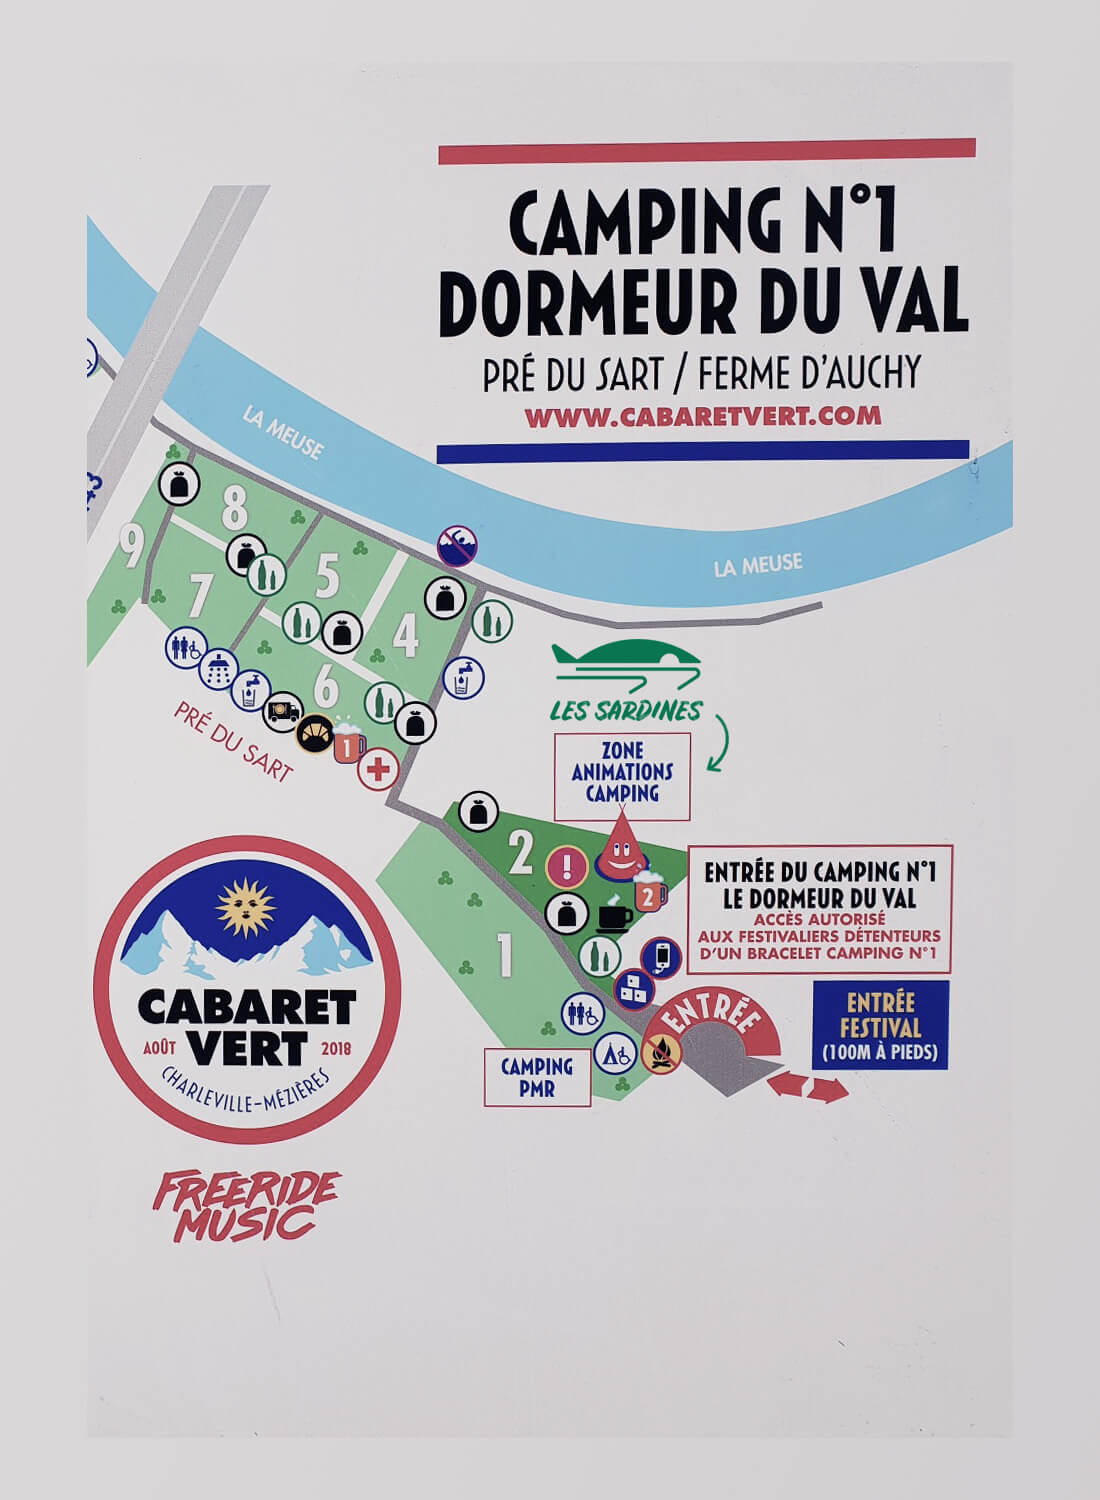 CAMPING N°1
DORMEUR DU VAL
PRÉ DU SART / FERME D'AUCHY
WWW.CABARETVERT.COM
LA MEUSE
LA MEUSE
8
9
7
5
4
6
PRÉ DU SART
1
LES SARDINES
ZONE
ANIMATIONS
CAMPING
2
2
1
ENTRÉE DU CAMPING N°1
LE DORMEUR DU VAL
ACCÈS AUTORISÉ
AUX FESTIVALIERS DÉTENTEURS
D'UN BRACELET CAMPING N°1
ENTRÉE
ENTRÉE
FESTIVAL
(100M À PIEDS)
CAMPING
PMR
CABARET
VERT
AOÛT 2018
CHARLEVILLE-MÉZIÈRES
FREERIDE
MUSIC